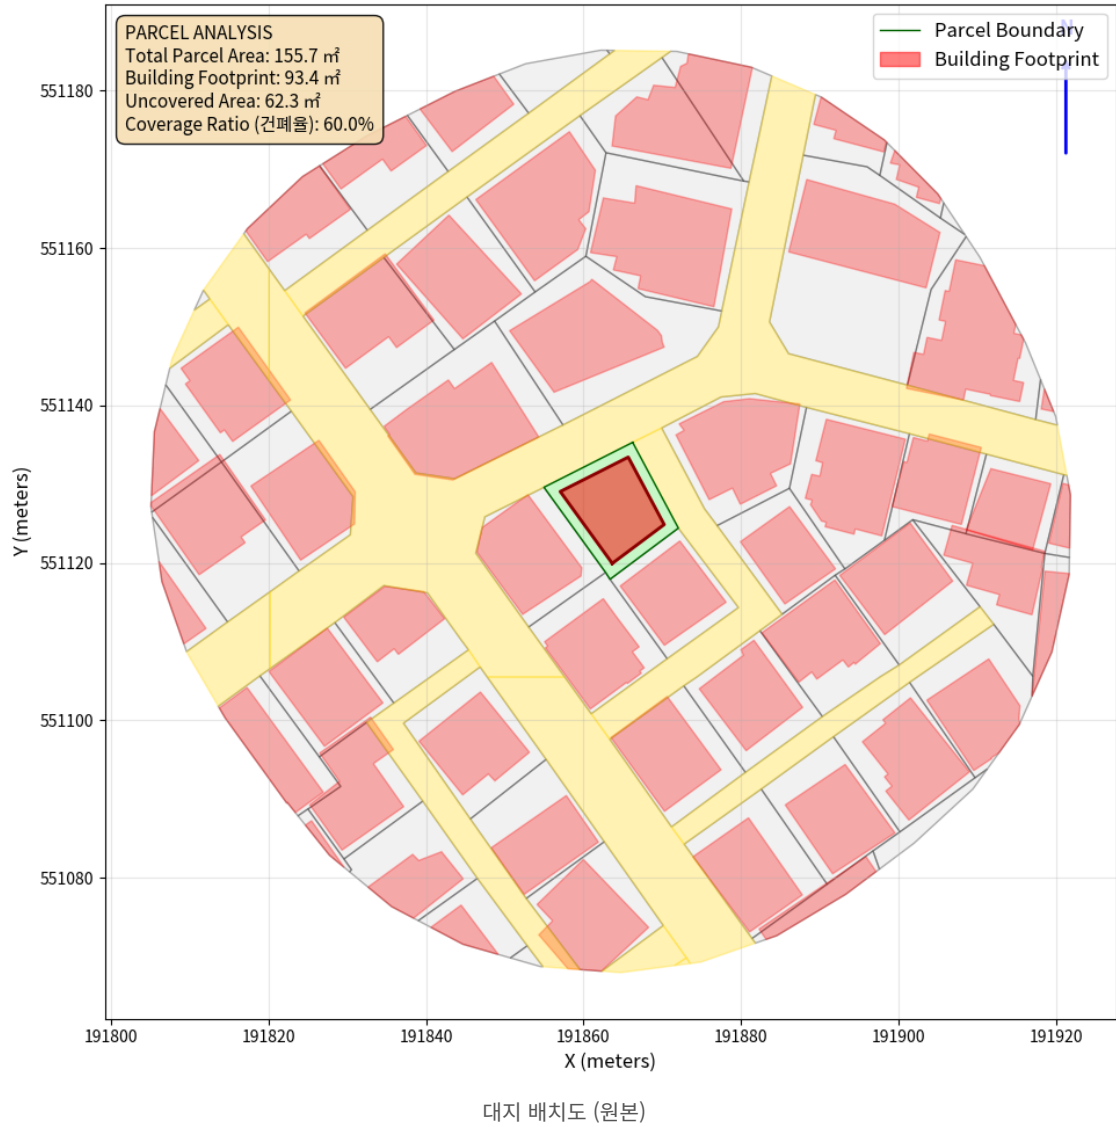 PARCEL ANALYSIS
Total Parcel Area: 155.7 ㎡
Building Footprint: 93.4 ㎡
Uncovered Area: 62.3 ㎡
Coverage Ratio (건폐율): 60.0%
N
Parcel Boundary
Building Footprint
551180
551160
551140
551120
551100
551080
Y (meters)
191800
191820
191840
191860
191880
191900
191920
X (meters)
대지 배치도 (원본)